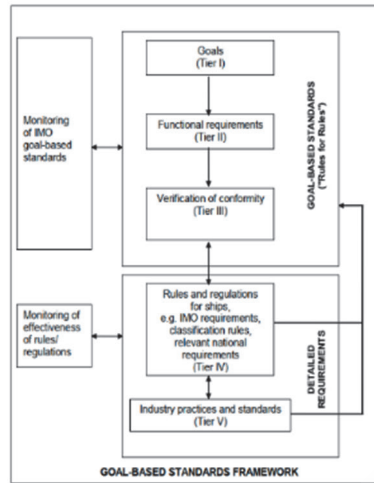 Goals
(Tier I)
Monitoring
of IMO
goal-based
standards
Functional requirements
(Tier II)
Verification of conformity
(Tier III)
GOAL-BASED STANDARDS
("Rules for Rules")
Monitoring of
effectiveness
of rules/
regulations
Rules and regulations
for ships,
e.g. IMO requirements,
classification rules,
relevant national
requirements
(Tier IV)
Industry practices and standards
(Tier V)
DETAILED
REQUIREMENTS
GOAL-BASED STANDARDS FRAMEWORK